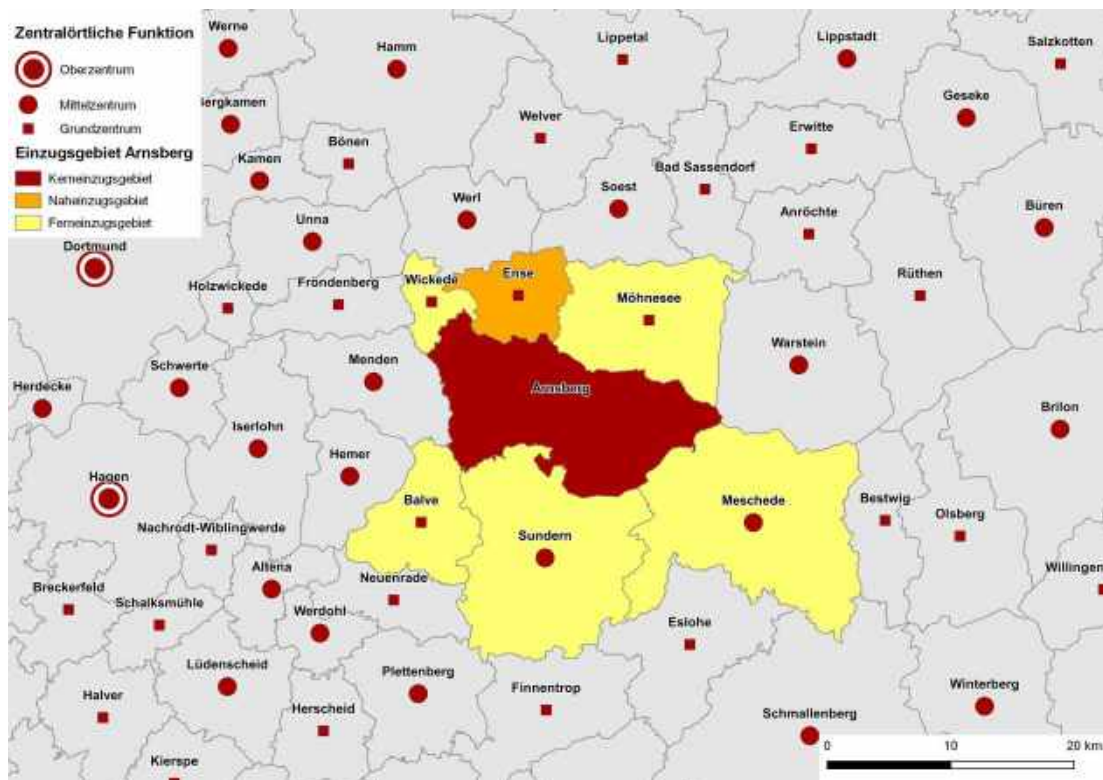 Zentralörtliche Funktion
Oberzentrum
Mittelzentrum
Grundzentrum
Einzugsgebiet Arnsberg
Kerneinzugsgebiet
Naheinzugsgebiet
Ferneinzugsgebiet
Werne
Hamm
Lippetal
Lippstadt
Salzkotten
Bergkamen
Geseke
Bönen
Welver
Erwitte
Kamen
Bad Sassendorf
Unna
Werl
Soest
Anröchte
Büren
Dortmund
Holzwickede
Fröndenberg
Wickede
Ense
Möhnesee
Rüthen
Schwerte
Menden
Warstein
Herdecke
Arnsberg
Brilon
Iserlohn
Hagen
Hemer
Balve
Sundern
Meschede
Bestwig
Olsberg
Nachrodt-Wiblingwerde
Altena
Neuenrade
Willingen
Breckerfeld
Schalksmühle
Werdohl
Eslohe
Lüdenscheid
Plettenberg
Finnentrop
Winterberg
Halver
Herscheid
Schmallenberg
Kierspe
0 10 20 km